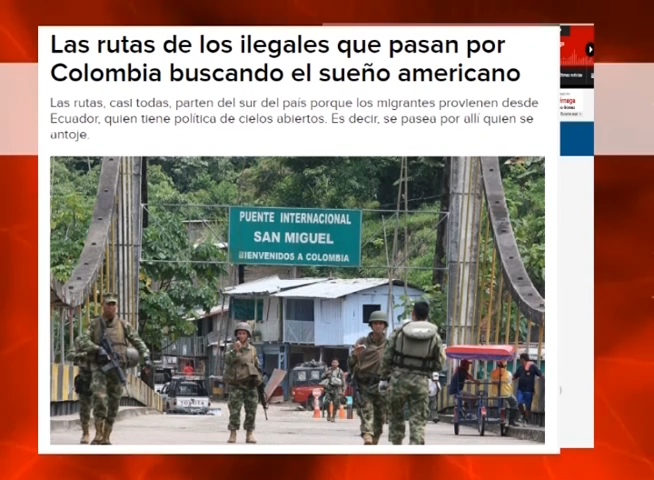 Las rutas de los ilegales que pasan por
Colombia buscando el sueño americano
Las rutas, casi todas, parten del sur del país porque los migrantes provienen desde
Ecuador, quien tiene política de cielos abiertos. Es decir, se pasea por allí quien se
antoje.
PUENTE INTERNACIONAL
SAN MIGUEL
BIENVENIDOS A COLOMBIA
TOYOTA